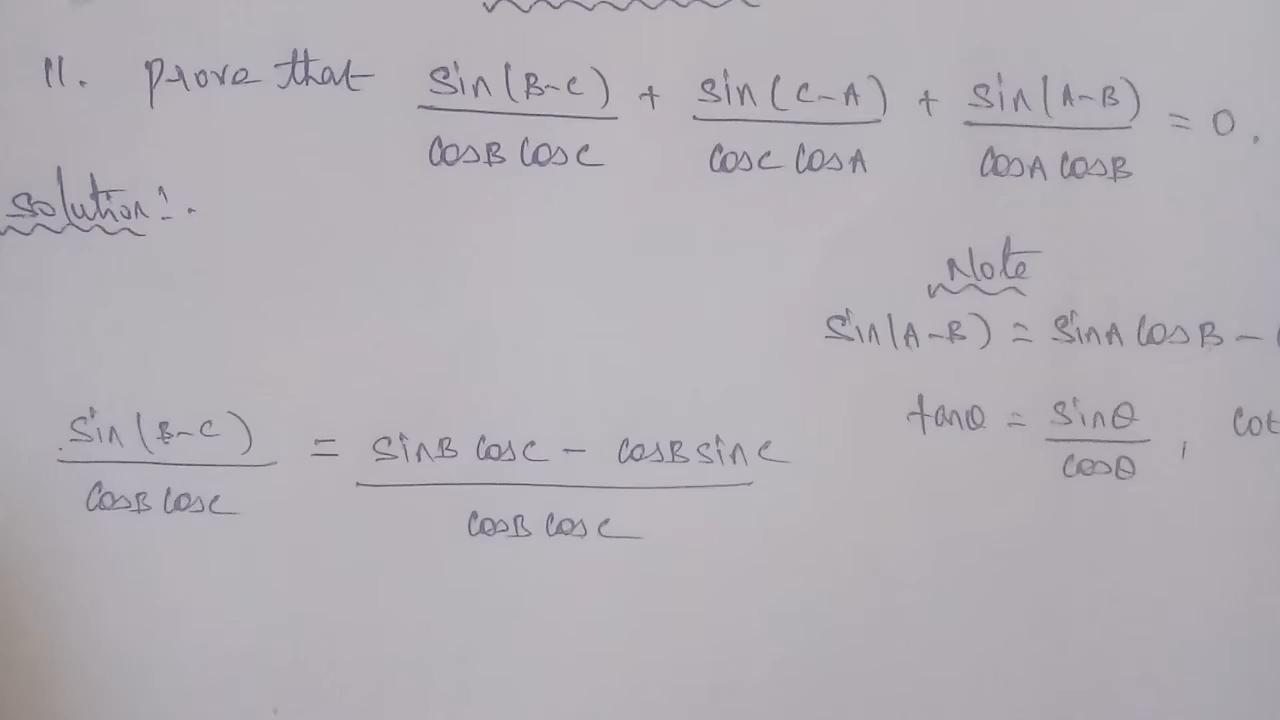 11. Prove that sin(B-C)/cosB cosC + sin(C-A)/cosC cosA + sin(A-B)/cosA cosB = 0.
Solution:.
Note
sin(A-B) = sinA cosB -
tanθ = sinθ/cosθ, cot
sin(B-C)/cosB cosC = sinB cosC - cosB sinC/cosB cosC